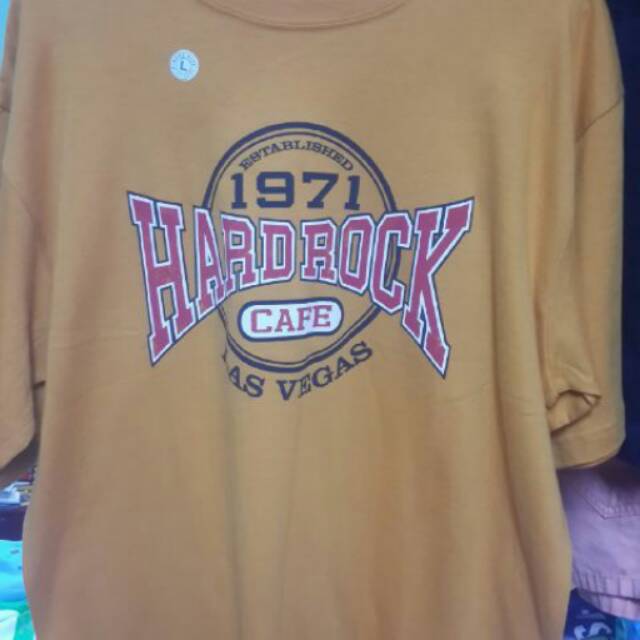 L
ESTABLISHED
1971
HARD ROCK
CAFE
LAS VEGAS